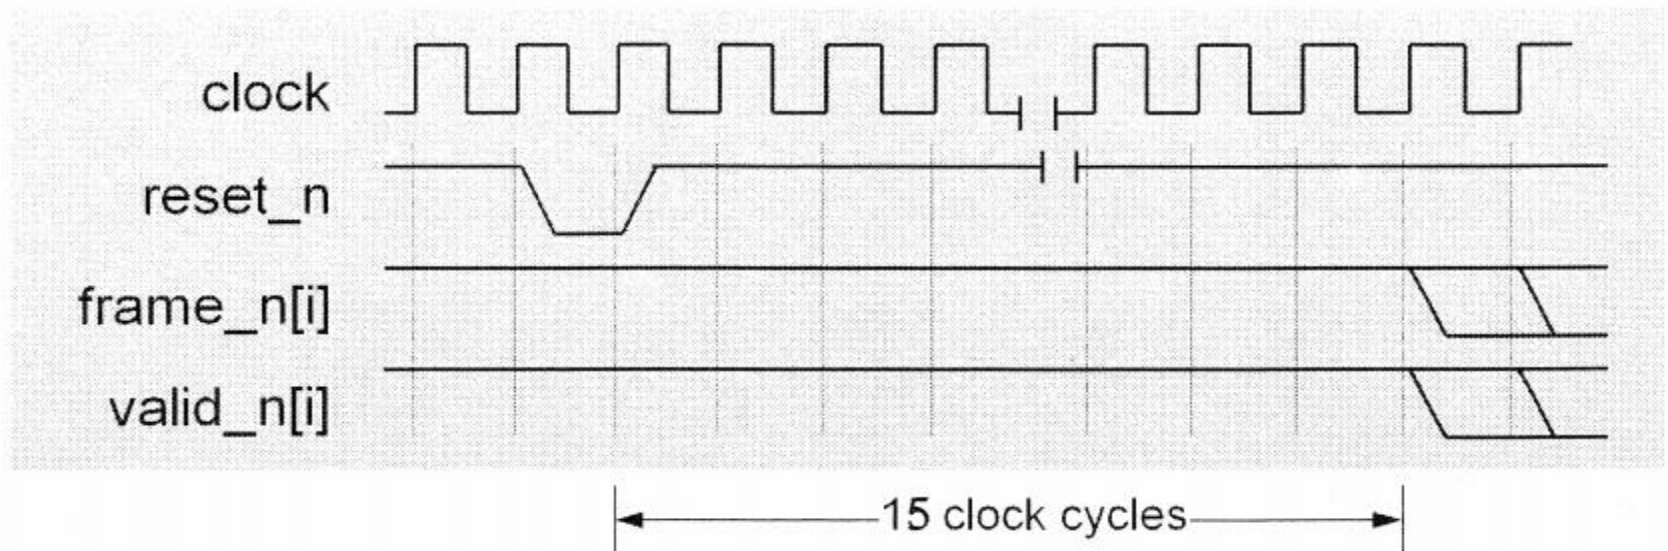 clock
reset_n
frame_n[i]
valid_n[i]
15 clock cycles